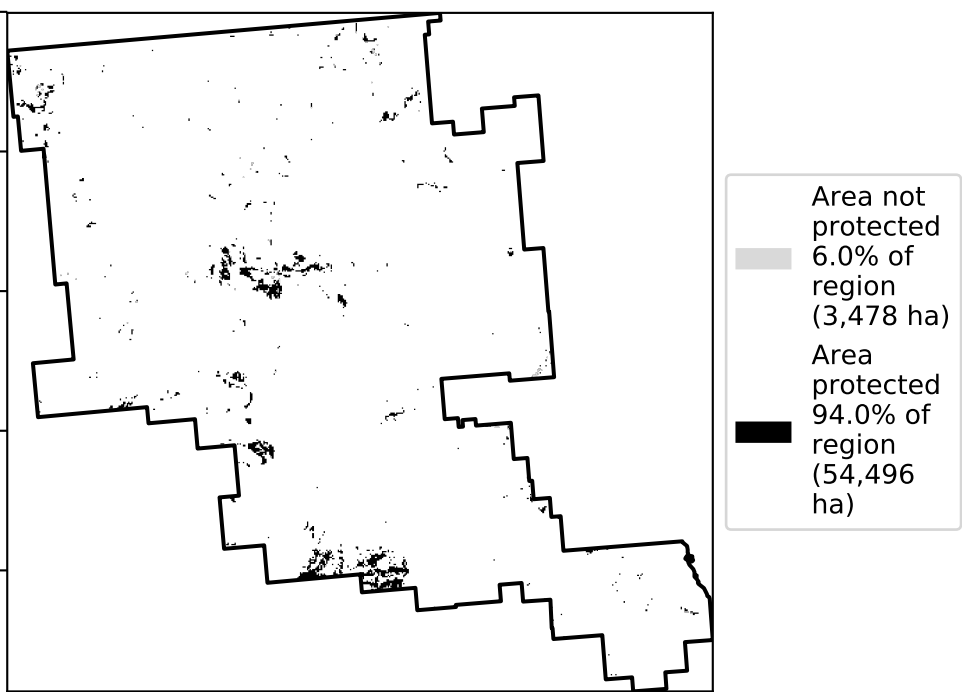 Area not
protected
6.0% of
region
(3,478 ha)
Area
protected
94.0% of
region
(54,496
ha)